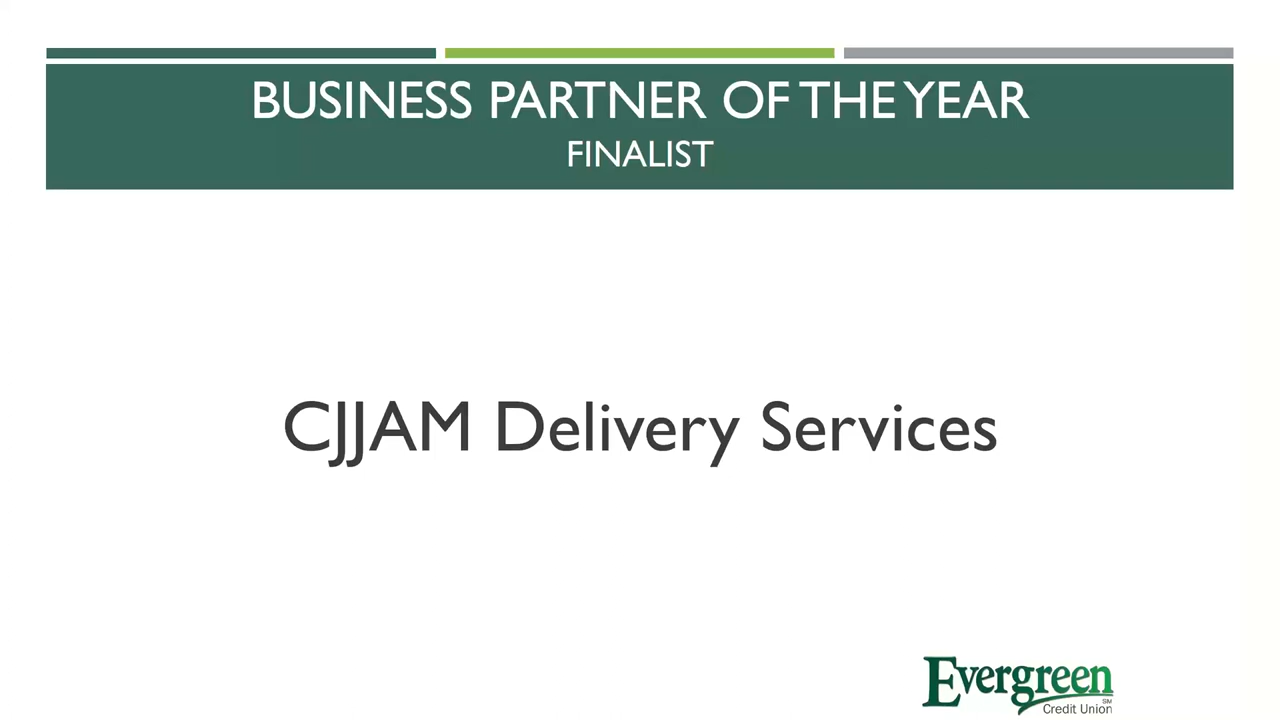 BUSINESS PARTNER OF THE YEAR
FINALIST
CJJAM Delivery Services
Evergreen
SM
Credit Union